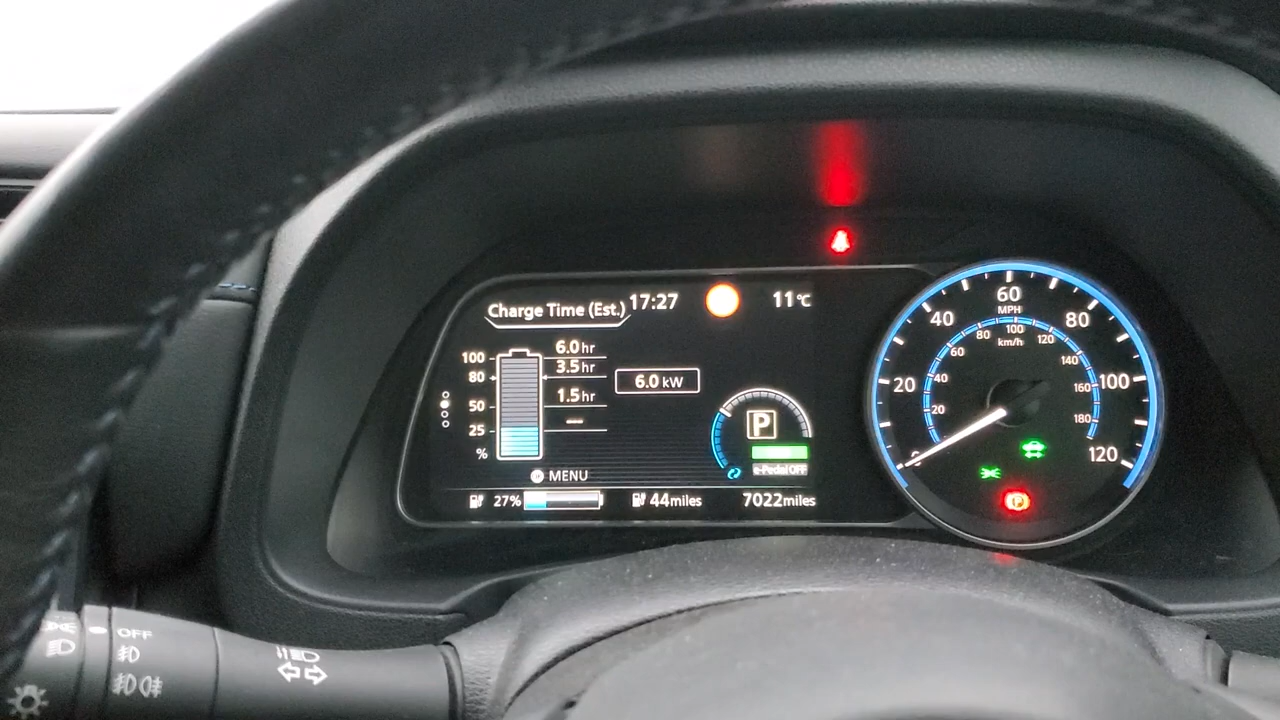 Charge Time (Est.) 17:27 11°C
6.0 hr
100
3.5 hr
80
6.0 kW
1.5 hr
50
---
25
%
P
e-Pedal OFF
MENU
27% 44miles 7022miles
0 20 40 60 80 100 120
MPH
20 40 60 80 100 120 140 160 180
km/h
P
OFF